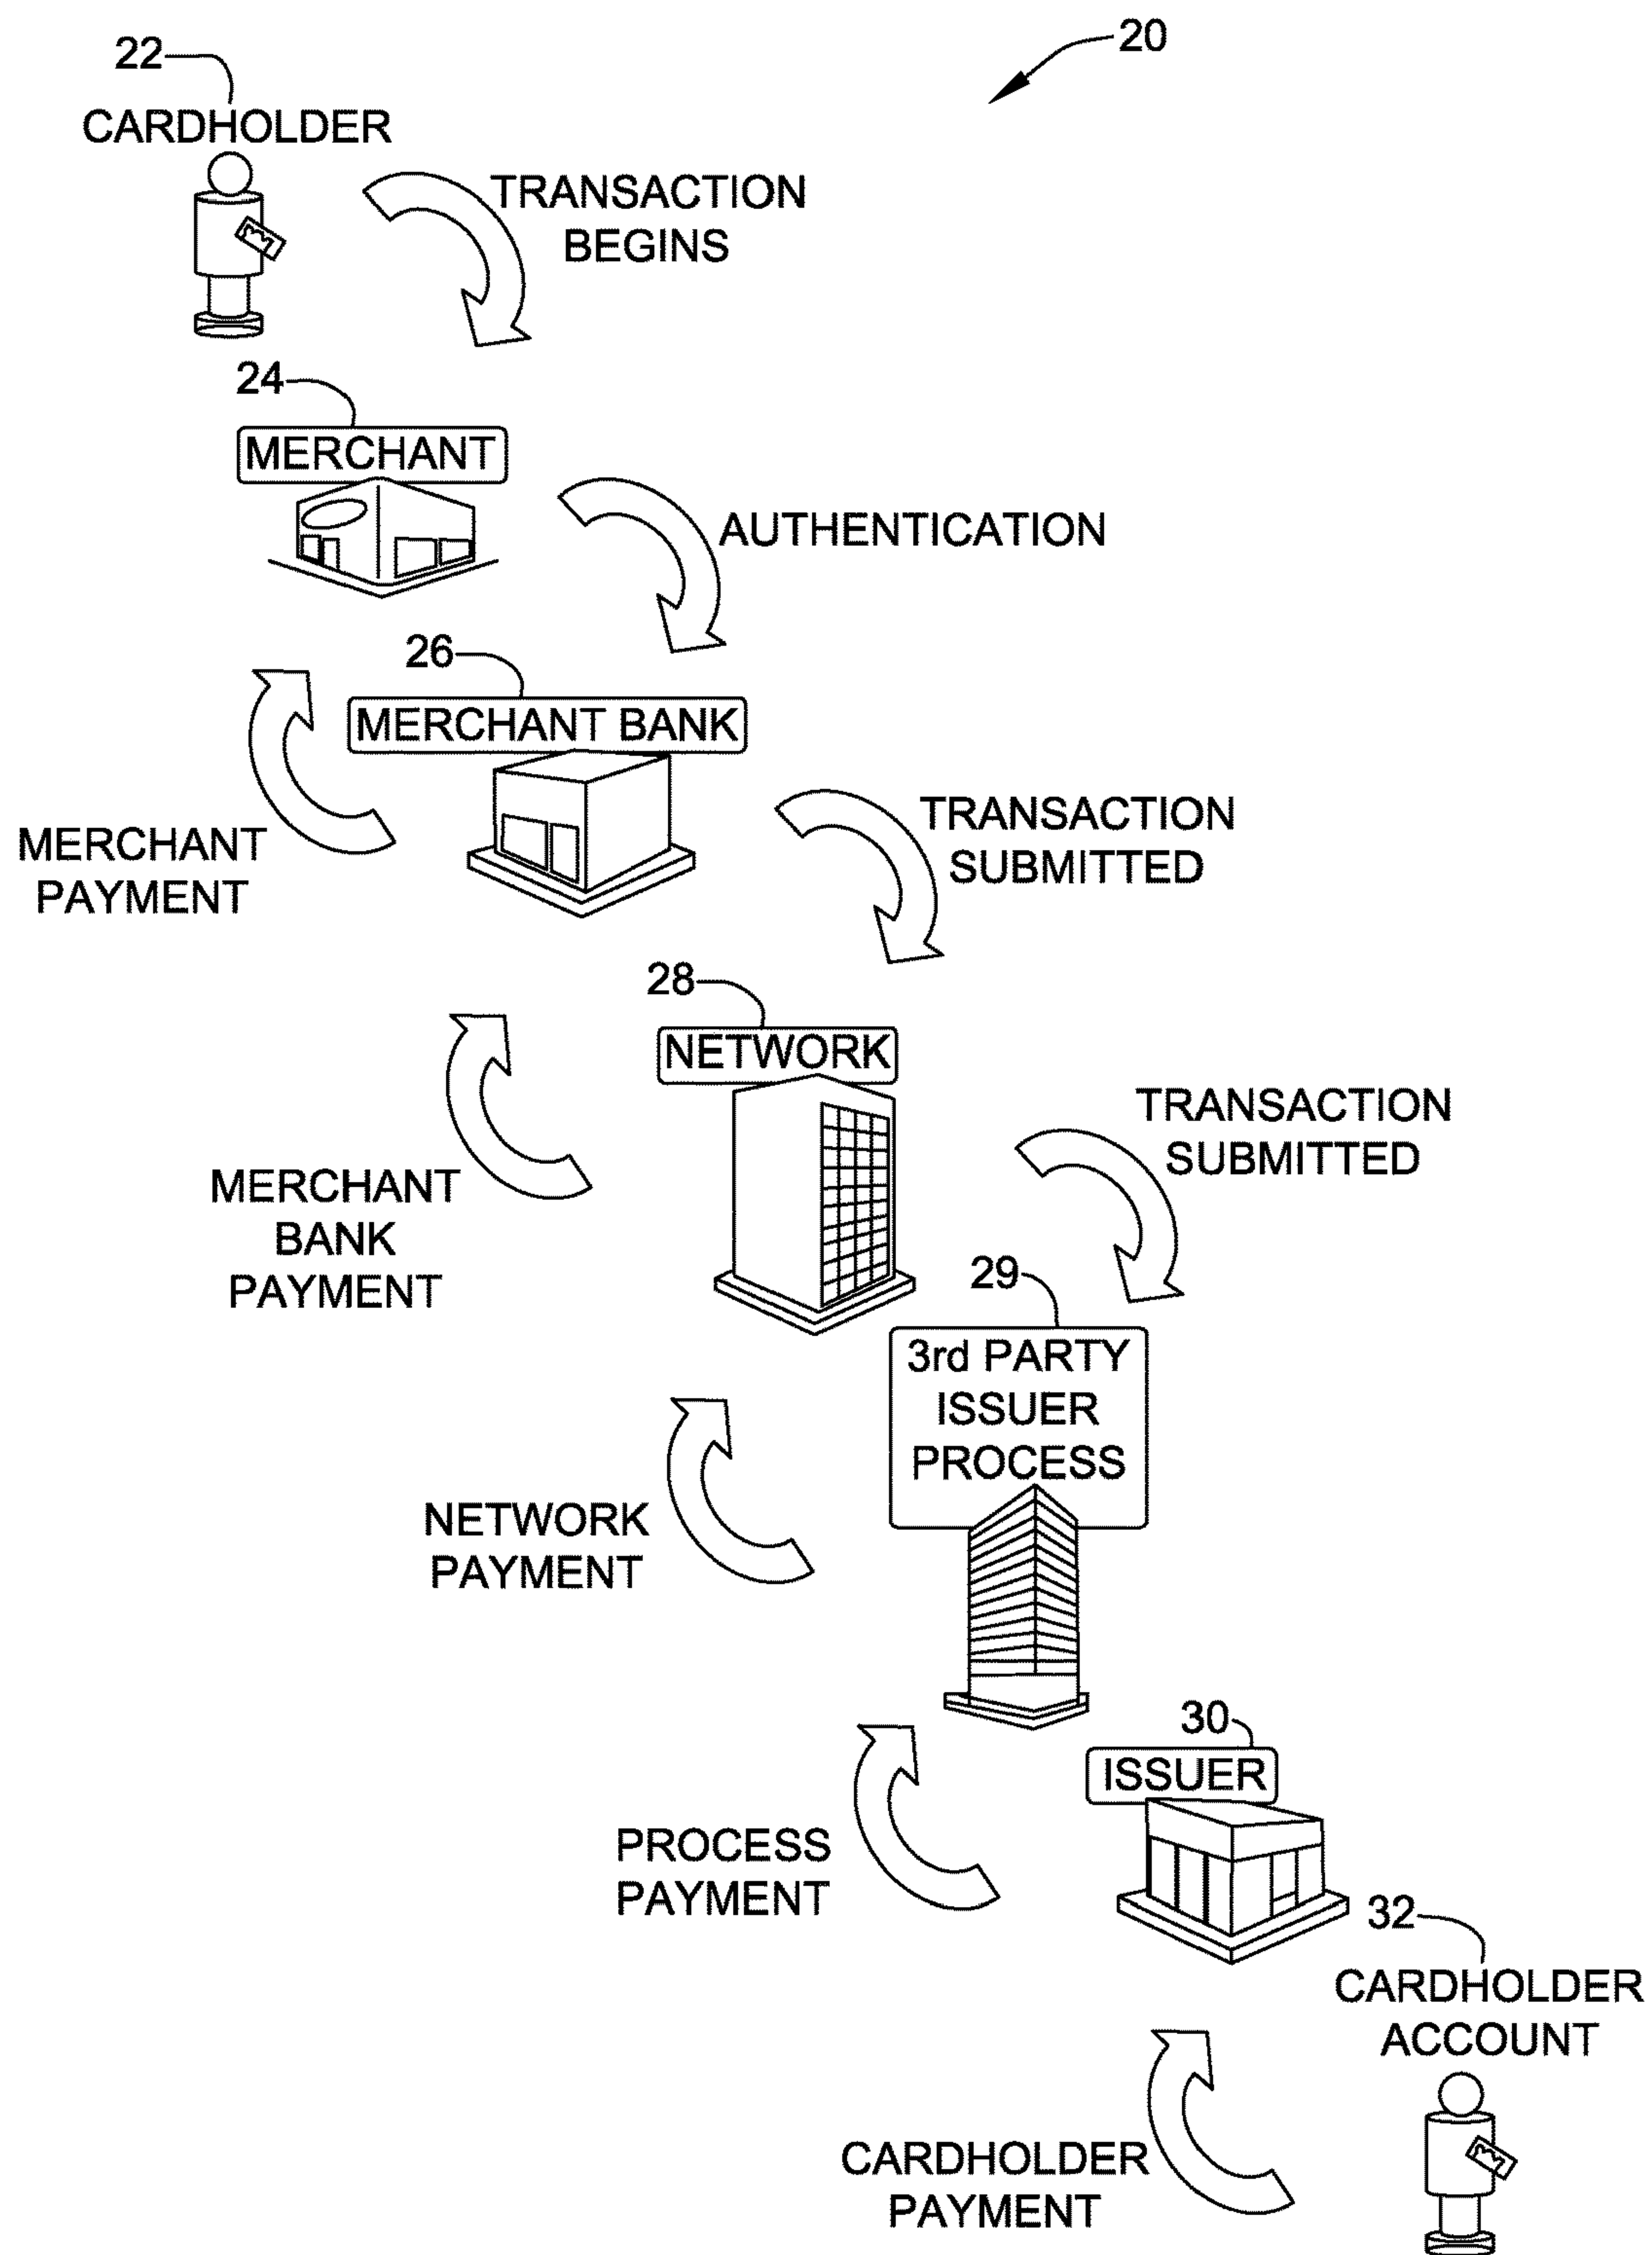 20
22
CARDHOLDER
TRANSACTION
BEGINS
24
MERCHANT
AUTHENTICATION
26
MERCHANT BANK
MERCHANT
PAYMENT
TRANSACTION
SUBMITTED
28
NETWORK
TRANSACTION
SUBMITTED
MERCHANT
BANK
PAYMENT
29
3rd PARTY
ISSUER
PROCESS
NETWORK
PAYMENT
30
ISSUER
PROCESS
PAYMENT
32
CARDHOLDER
ACCOUNT
CARDHOLDER
PAYMENT